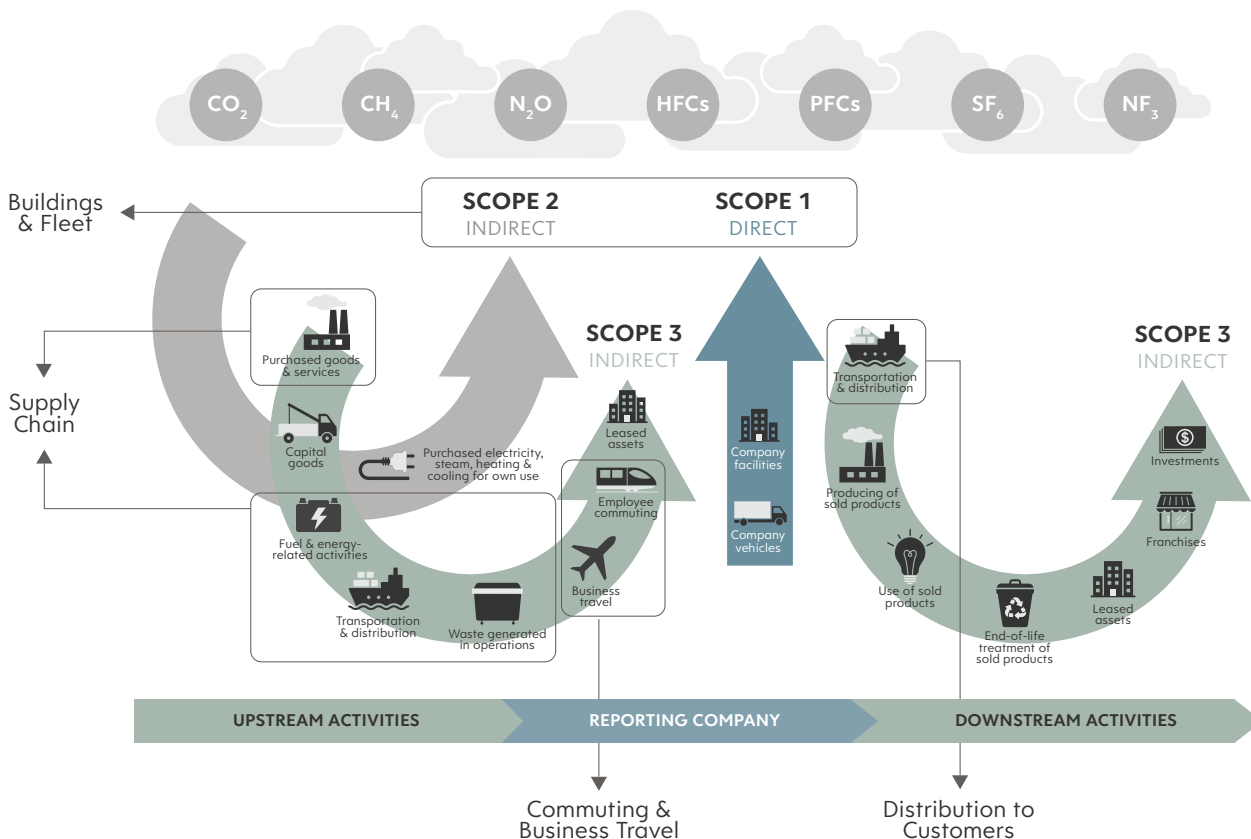 CO₂
CH₄
N₂O
HFCs
PFCs
SF₆
NF₃
Buildings
& Fleet
SCOPE 2
INDIRECT
SCOPE 1
DIRECT
Purchased goods
& services
SCOPE 3
INDIRECT
Transportation
& distribution
SCOPE 3
INDIRECT
Supply
Chain
Capital
goods
Purchased electricity,
steam, heating &
cooling for own use
Leased
assets
Company
facilities
Investments
Employee
commuting
Producing of
sold products
Fuel & energy-
related activities
Company
vehicles
Franchises
Transportation
& distribution
Waste generated
in operations
Business
travel
Use of sold
products
End-of-life
treatment of
sold products
Leased
assets
UPSTREAM ACTIVITIES
REPORTING COMPANY
DOWNSTREAM ACTIVITIES
Commuting &
Business Travel
Distribution to
Customers